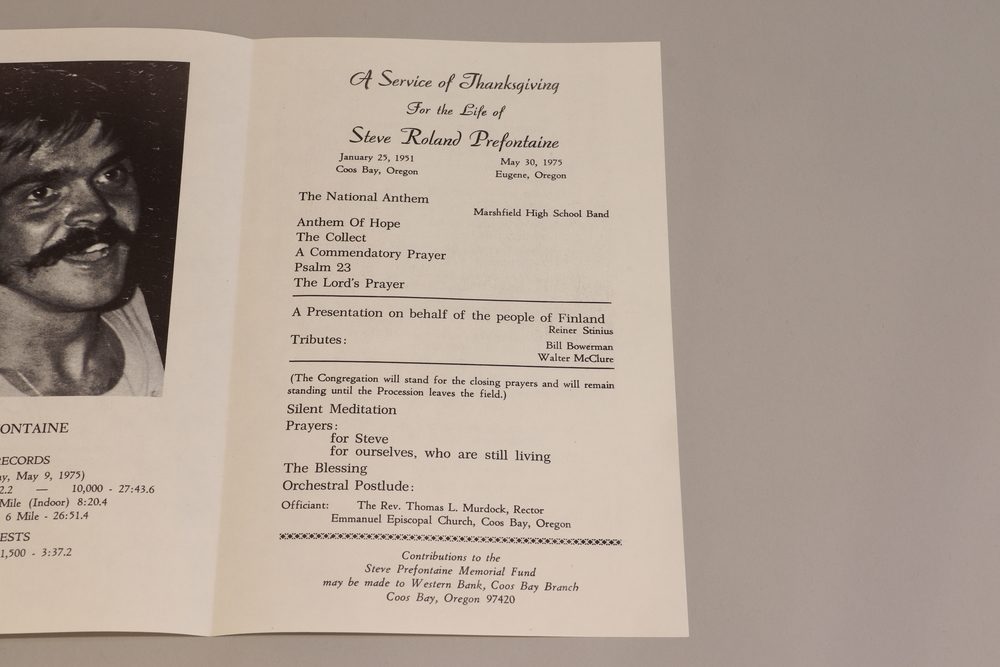 ONTAINE
ECORDS
ay, May 9, 1975)
2.2 — 10,000 - 27:43.6
Mile (Indoor) 8:20.4
6 Mile - 26:51.4
ESTS
1,500 - 3:37.2
A Service of Thanksgiving
For the Life of
Steve Roland Prefontaine
January 25, 1951 May 30, 1975
Coos Bay, Oregon Eugene, Oregon
The National Anthem
Marshfield High School Band
Anthem Of Hope
The Collect
A Commendatory Prayer
Psalm 23
The Lord's Prayer
A Presentation on behalf of the people of Finland
Reiner Stinius
Tributes: Bill Bowerman
Walter McClure
(The Congregation will stand for the closing prayers and will remain
standing until the Procession leaves the field.)
Silent Meditation
Prayers:
for Steve
for ourselves, who are still living
The Blessing
Orchestral Postlude:
Officiant: The Rev. Thomas L. Murdock, Rector
Emmanuel Episcopal Church, Coos Bay, Oregon
Contributions to the
Steve Prefontaine Memorial Fund
may be made to Western Bank, Coos Bay Branch
Coos Bay, Oregon 97420